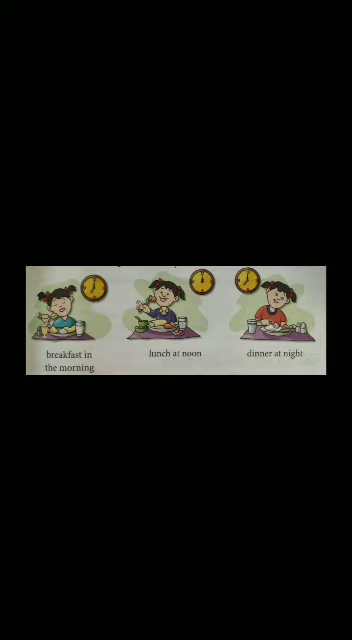 breakfast in
the morning
lunch at noon
dinner at night